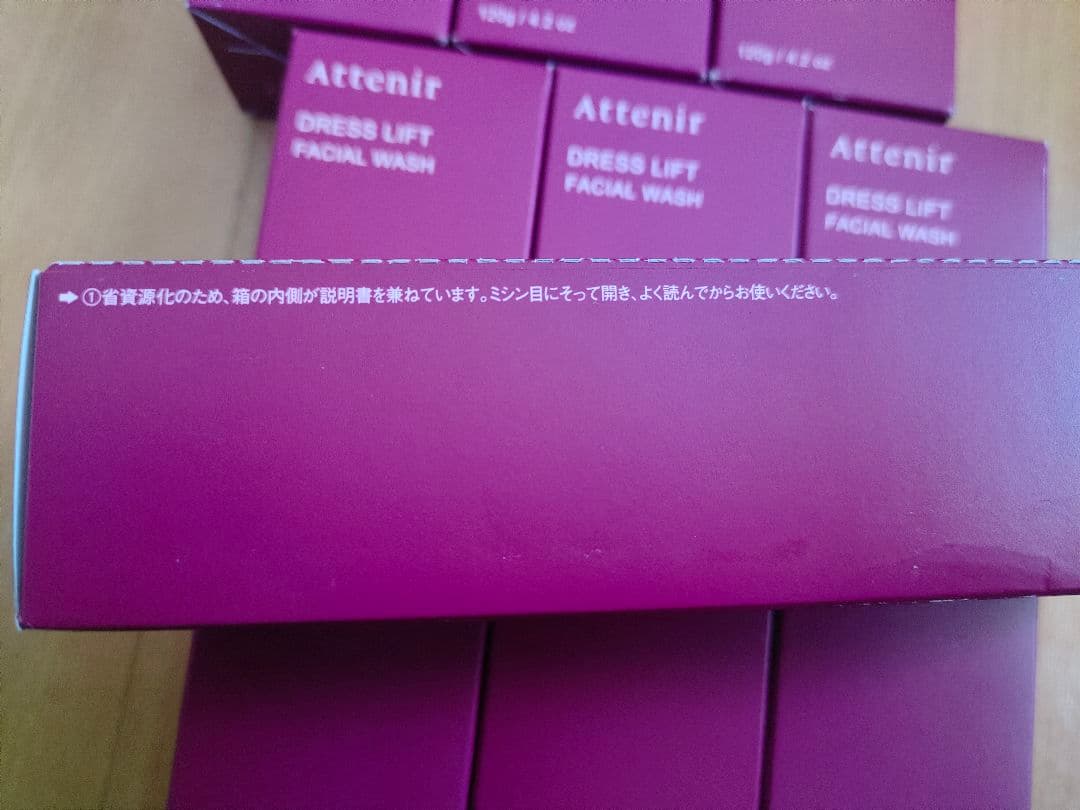 120g / 4.2 oz
120g / 4.2 oz
Attenir
DRESS LIFT
FACIAL WASH
Attenir
DRESS LIFT
FACIAL WASH
Attenir
DRESS LIFT
FACIAL WASH
➡①省資源化のため、箱の内側が説明書を兼ねています。ミシン目にそって開き、よく読んでからお使いください。